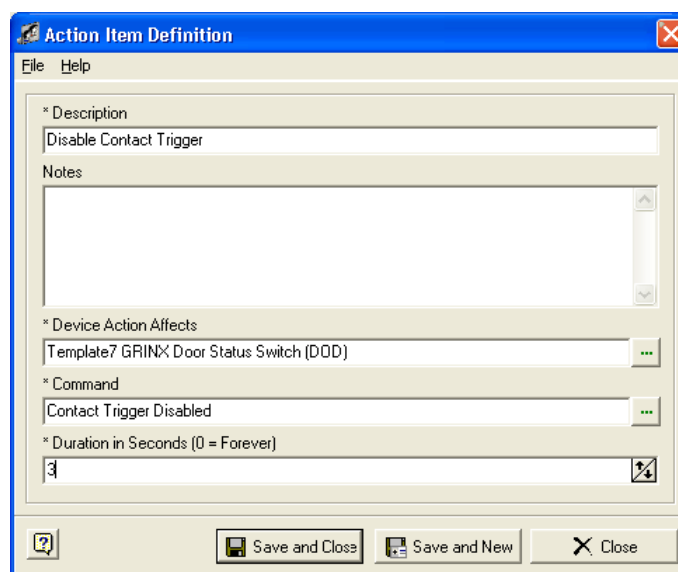 Action Item Definition
File Help
* Description
Disable Contact Trigger
Notes
* Device Action Affects
Template7 GRINX Door Status Switch (DOD)
* Command
Contact Trigger Disabled
* Duration in Seconds (0 = Forever)
3
Save and Close Save and New Close